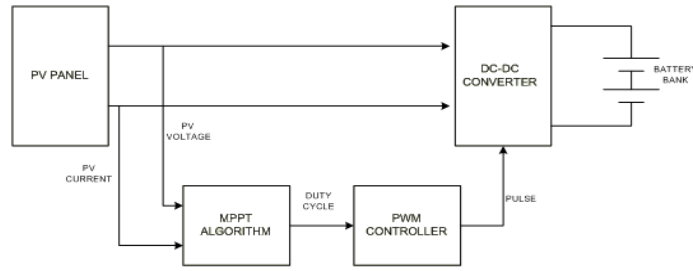 PV PANEL
DC-DC
CONVERTER
BATTERY
BANK
PV
VOLTAGE
PV
CURRENT
MPPT
ALGORITHM
DUTY
CYCLE
PWM
CONTROLLER
PULSE